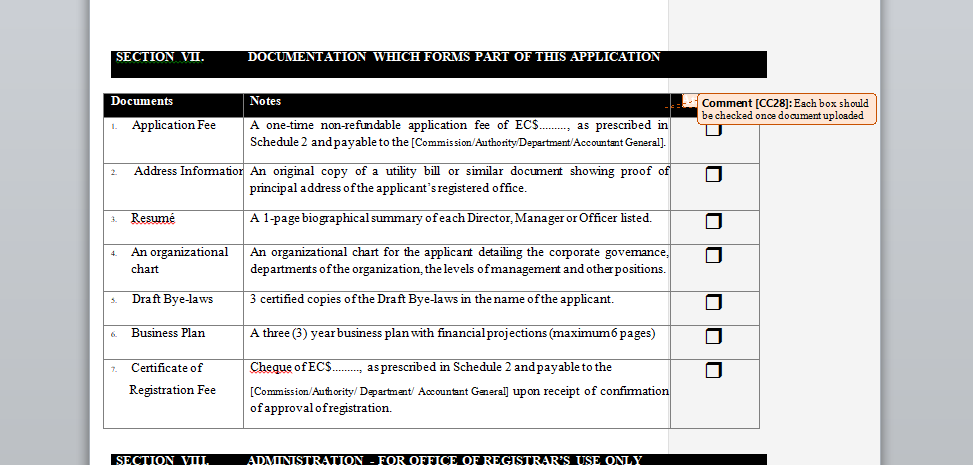 SECTION VII. DOCUMENTATION WHICH FORMS PART OF THIS APPLICATION
Documents Notes
Comment [CC28]: Each box should
be checked once document uploaded
1. Application Fee A one-time non-refundable application fee of EC$........., as prescribed in
Schedule 2 and payable to the [Commission/Authority/Department/Accountant General].
2. Address Information An original copy of a utility bill or similar document showing proof of
principal address of the applicant's registered office.
3. Resumé A 1-page biographical summary of each Director, Manager or Officer listed.
4. An organizational An organizational chart for the applicant detailing the corporate governance,
chart departments of the organization, the levels of management and other positions.
5. Draft Bye-laws 3 certified copies of the Draft Bye-laws in the name of the applicant.
6. Business Plan A three (3) year business plan with financial projections (maximum 6 pages)
7. Certificate of Cheque of EC$........., as prescribed in Schedule 2 and payable to the
Registration Fee [Commission/Authority/ Department/ Accountant General] upon receipt of confirmation
of approval of registration.
SECTION VIII. ADMINISTRATION - FOR OFFICE OF REGISTRAR'S USE ONLY